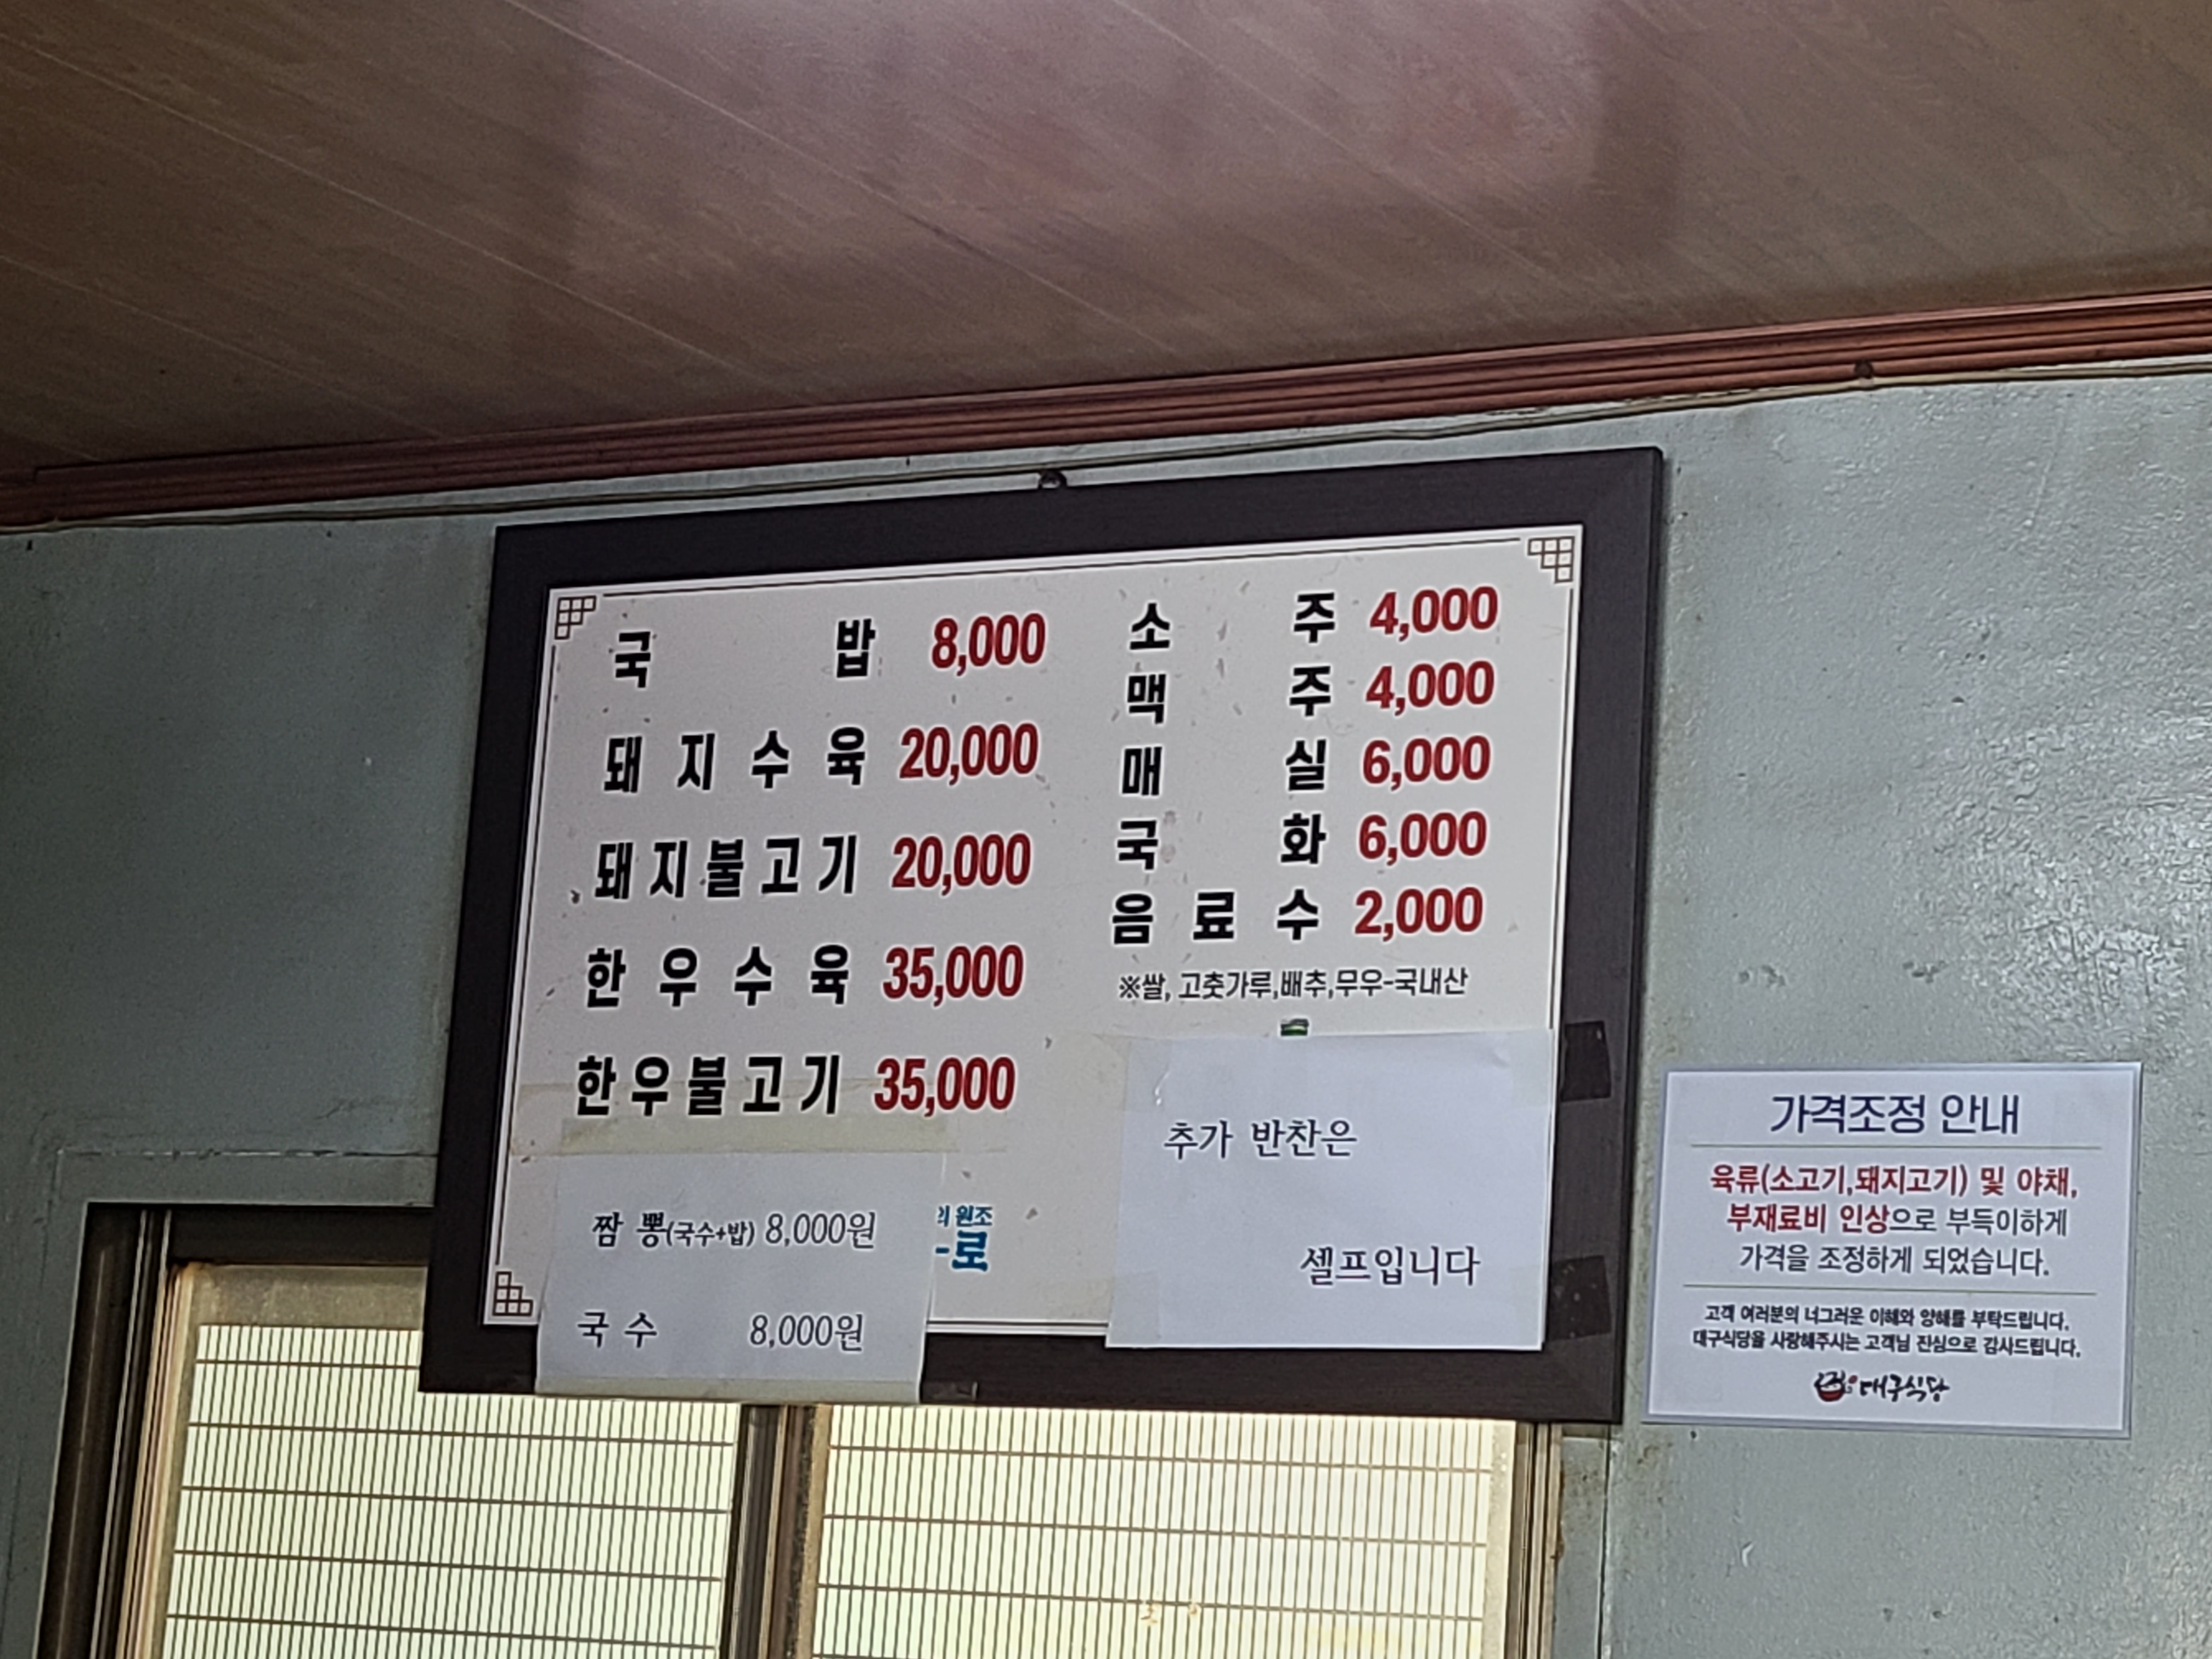 국 밥 8,000
돼지수육 20,000
돼지불고기 20,000
한우수육 35,000
한우불고기 35,000
짬 뽕(국수+밥) 8,000원
국 수 8,000원
의 원조
로
소 주 4,000
맥 주 4,000
매 실 6,000
국 화 6,000
음료수 2,000
※쌀, 고춧가루,배추,무우-국내산
추가 반찬은
셀프입니다
가격조정 안내
육류(소고기,돼지고기) 및 야채,
부재료비 인상으로 부득이하게
가격을 조정하게 되었습니다.
고객 여러분의 너그러운 이해와 양해를 부탁드립니다.
대구식당을 사랑해주시는 고객님 진심으로 감사드립니다.
대구식당